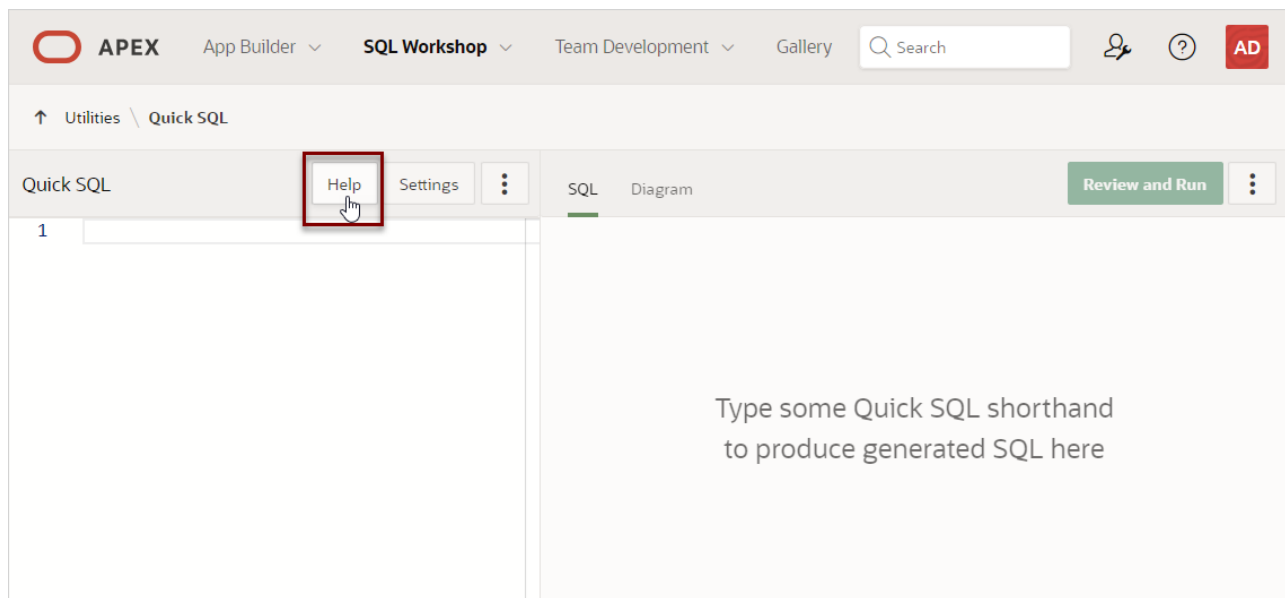 APEX App Builder SQL Workshop Team Development Gallery Search AD
Utilities \ Quick SQL
Quick SQL Help Settings SQL Diagram Review and Run
1
Type some Quick SQL shorthand
to produce generated SQL here